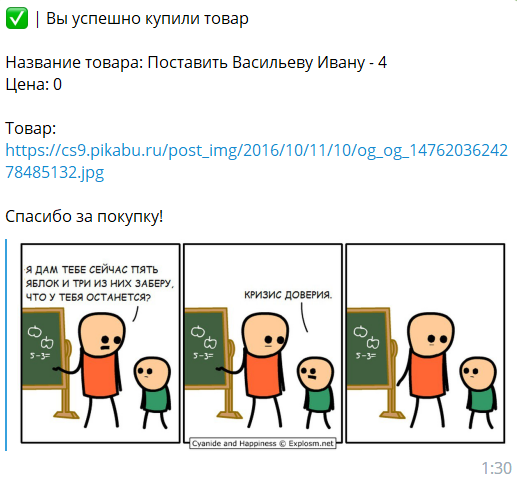 ✅ | Вы успешно купили товар
Название товара: Поставить Васильеву Ивану - 4
Цена: 0
Товар:
https://cs9.pikabu.ru/post_img/2016/10/11/10/og_og_14762036242
78485132.jpg
Спасибо за покупку!
Я ДАМ ТЕБЕ СЕЙЧАС ПЯТЬ
ЯБЛОК И ТРИ ИЗ НИХ ЗАБЕРУ,
ЧТО У ТЕБЯ ОСТАНЕТСЯ?
5-3=
КРИЗИС ДОВЕРИЯ.
5-3=
5-3=
Cyanide and Happiness © Explosm.net
1:30